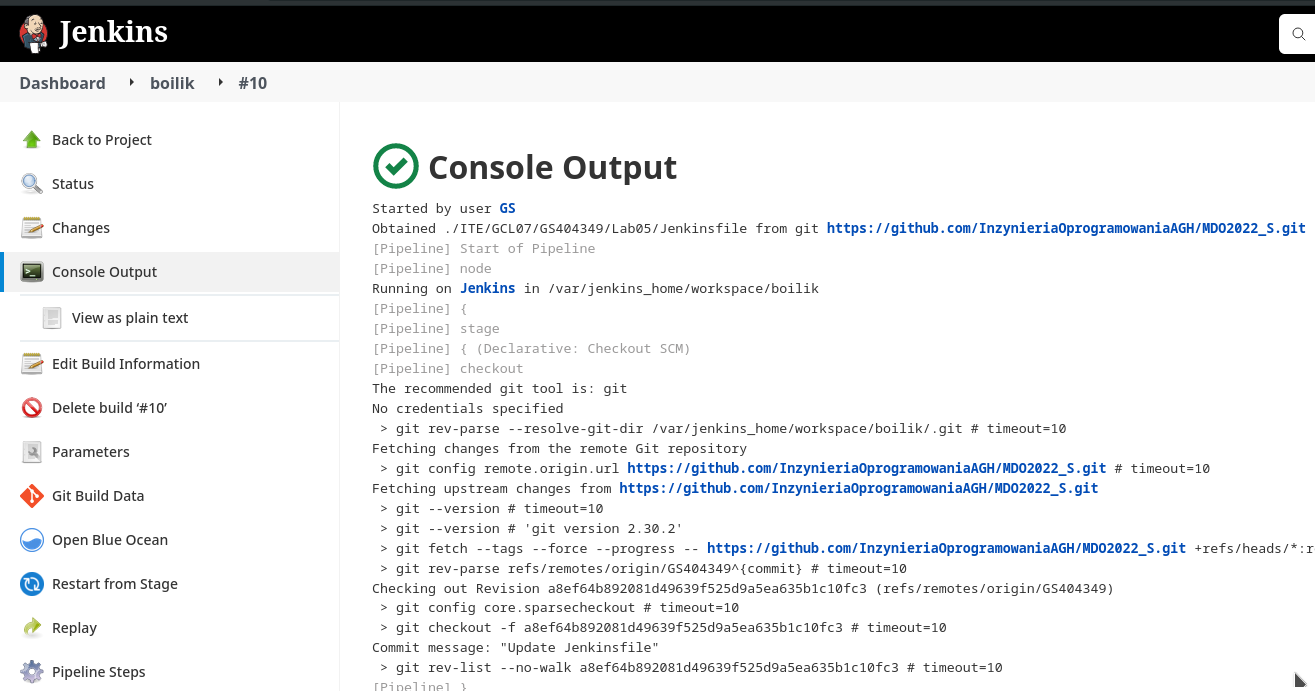 Jenkins
Dashboard boilik #10
Back to Project
Status
Changes
Console Output
View as plain text
Edit Build Information
Delete build ‘#10’
Parameters
Git Build Data
Open Blue Ocean
Restart from Stage
Replay
Pipeline Steps
Console Output
Started by user GS
Obtained ./ITE/GCL07/GS404349/Lab05/Jenkinsfile from git https://github.com/InzynieriaOprogramowaniaAGH/MDO2022_S.git
[Pipeline] Start of Pipeline
[Pipeline] node
Running on Jenkins in /var/jenkins_home/workspace/boilik
[Pipeline] {
[Pipeline] stage
[Pipeline] { (Declarative: Checkout SCM)
[Pipeline] checkout
The recommended git tool is: git
No credentials specified
 > git rev-parse --resolve-git-dir /var/jenkins_home/workspace/boilik/.git # timeout=10
Fetching changes from the remote Git repository
 > git config remote.origin.url https://github.com/InzynieriaOprogramowaniaAGH/MDO2022_S.git # timeout=10
Fetching upstream changes from https://github.com/InzynieriaOprogramowaniaAGH/MDO2022_S.git
 > git --version # timeout=10
 > git --version # 'git version 2.30.2'
 > git fetch --tags --force --progress -- https://github.com/InzynieriaOprogramowaniaAGH/MDO2022_S.git +refs/heads/*:r
 > git rev-parse refs/remotes/origin/GS404349^{commit} # timeout=10
Checking out Revision a8ef64b892081d49639f525d9a5ea635b1c10fc3 (refs/remotes/origin/GS404349)
 > git config core.sparsecheckout # timeout=10
 > git checkout -f a8ef64b892081d49639f525d9a5ea635b1c10fc3 # timeout=10
Commit message: "Update Jenkinsfile"
 > git rev-list --no-walk a8ef64b892081d49639f525d9a5ea635b1c10fc3 # timeout=10
[Pipeline] }